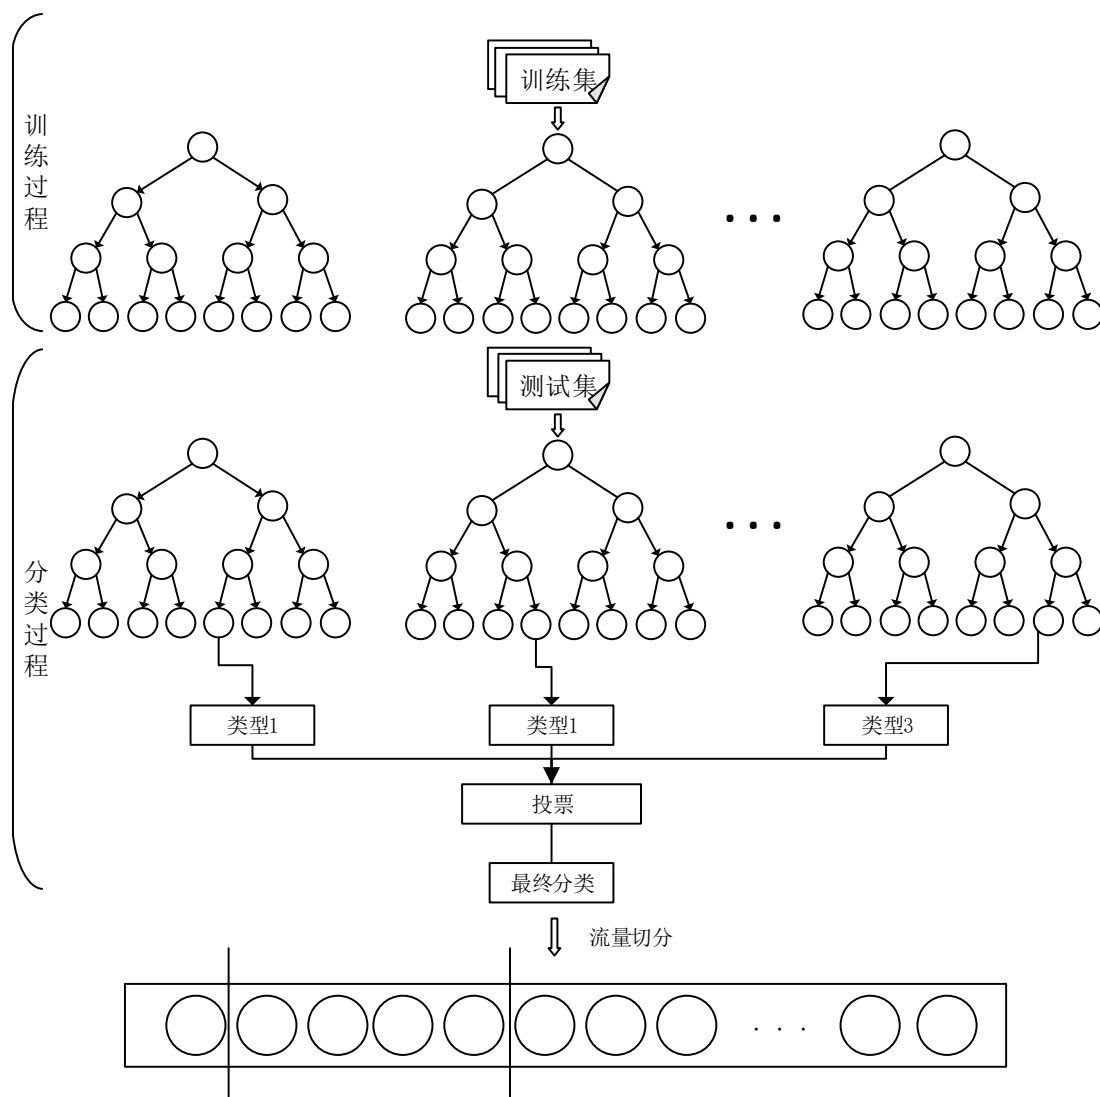 训练集
训练过程
测试集
分类过程
类型1
类型1
类型3
投票
最终分类
流量切分